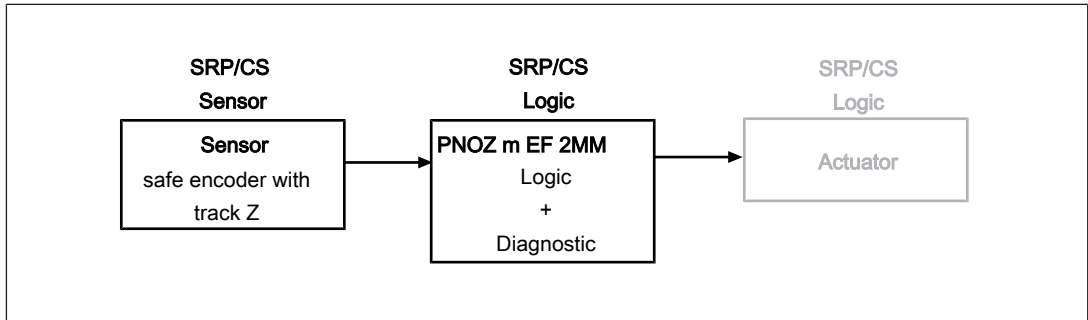 SRP/CS
Sensor
Sensor
safe encoder with
track Z
SRP/CS
Logic
PNOZ m EF 2MM
Logic
+
Diagnostic
SRP/CS
Logic
Actuator